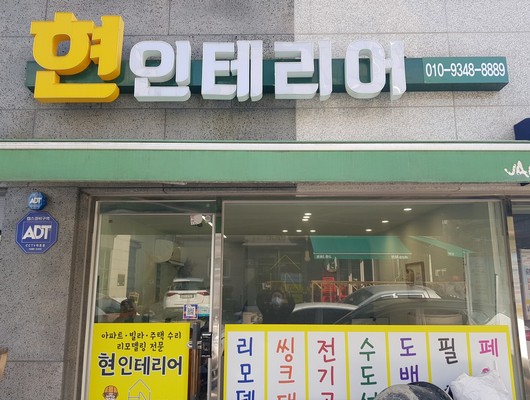 현인테리어
010-9348-8889
ADT
ADT
아파트·빌라·주택 수리
리모델링 전문
현 인테리어
리모델
씽크대
전기공
수도설
도배
필
페